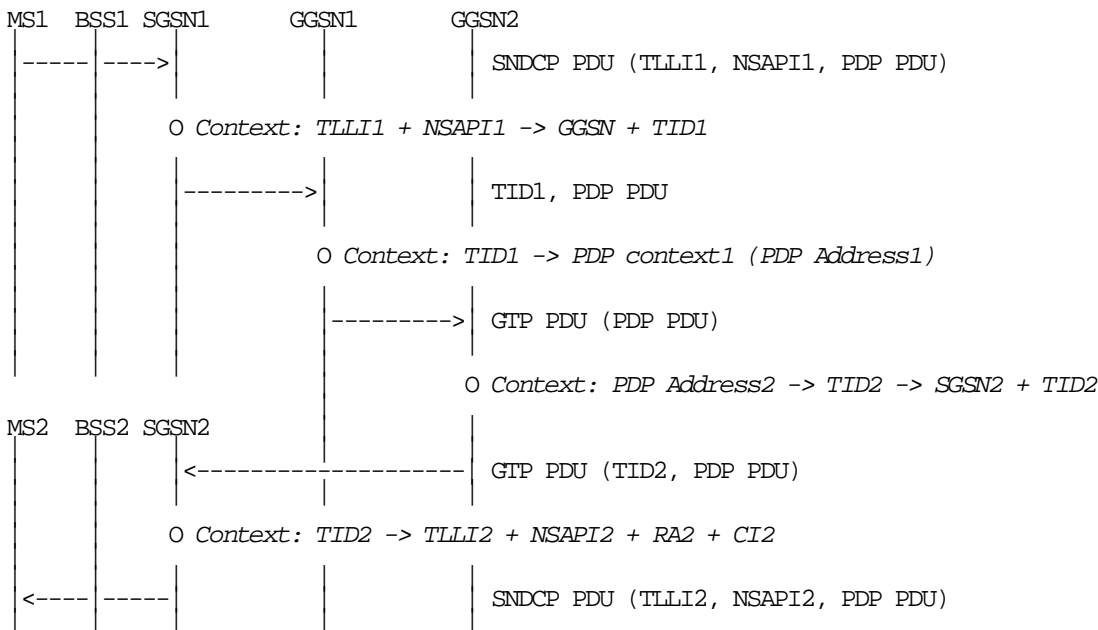 MS1 BSS1 SGSN1 GGSN1 GGSN2
SNDCP PDU (TLLI1, NSAPI1, PDP PDU)
O Context: TLLI1 + NSAPI1 -> GGSN + TID1
TID1, PDP PDU
O Context: TID1 -> PDP context1 (PDP Address1)
GTP PDU (PDP PDU)
O Context: PDP Address2 -> TID2 -> SGSN2 + TID2
MS2 BSS2 SGSN2
GTP PDU (TID2, PDP PDU)
O Context: TID2 -> TLLI2 + NSAPI2 + RA2 + CI2
SNDCP PDU (TLLI2, NSAPI2, PDP PDU)